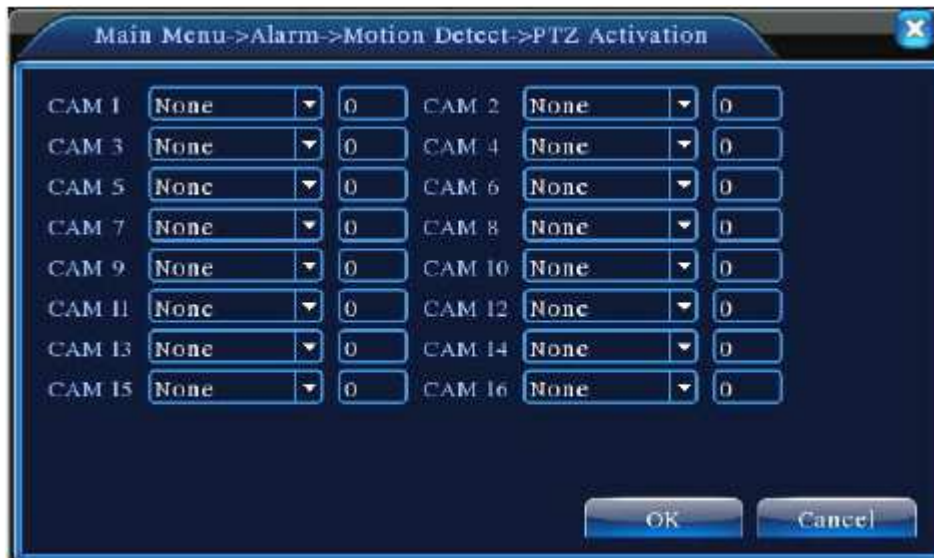 Main Menu->Alarm->Motion Detect->PTZ Activation
CAM 1 None 0 CAM 2 None 0
CAM 3 None 0 CAM 4 None 0
CAM 5 None 0 CAM 6 None 0
CAM 7 None 0 CAM 8 None 0
CAM 9 None 0 CAM 10 None 0
CAM 11 None 0 CAM 12 None 0
CAM 13 None 0 CAM 14 None 0
CAM 15 None 0 CAM 16 None 0
OK Cancel